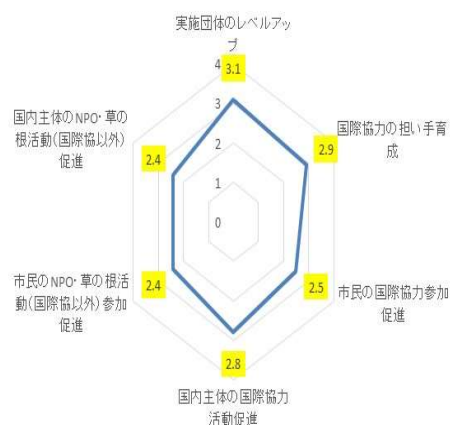 実施団体のレベルアッ
プ
4
3.1
3
2
1
0
国際協力の担い手育
成
2.9
市民の国際協力参加
促進
2.5
国内主体の国際協力
活動促進
2.8
市民のNPO・草の根活
動(国際協以外)参加
促進
2.4
国内主体のNPO・草の
根活動(国際協以外)
促進
2.4